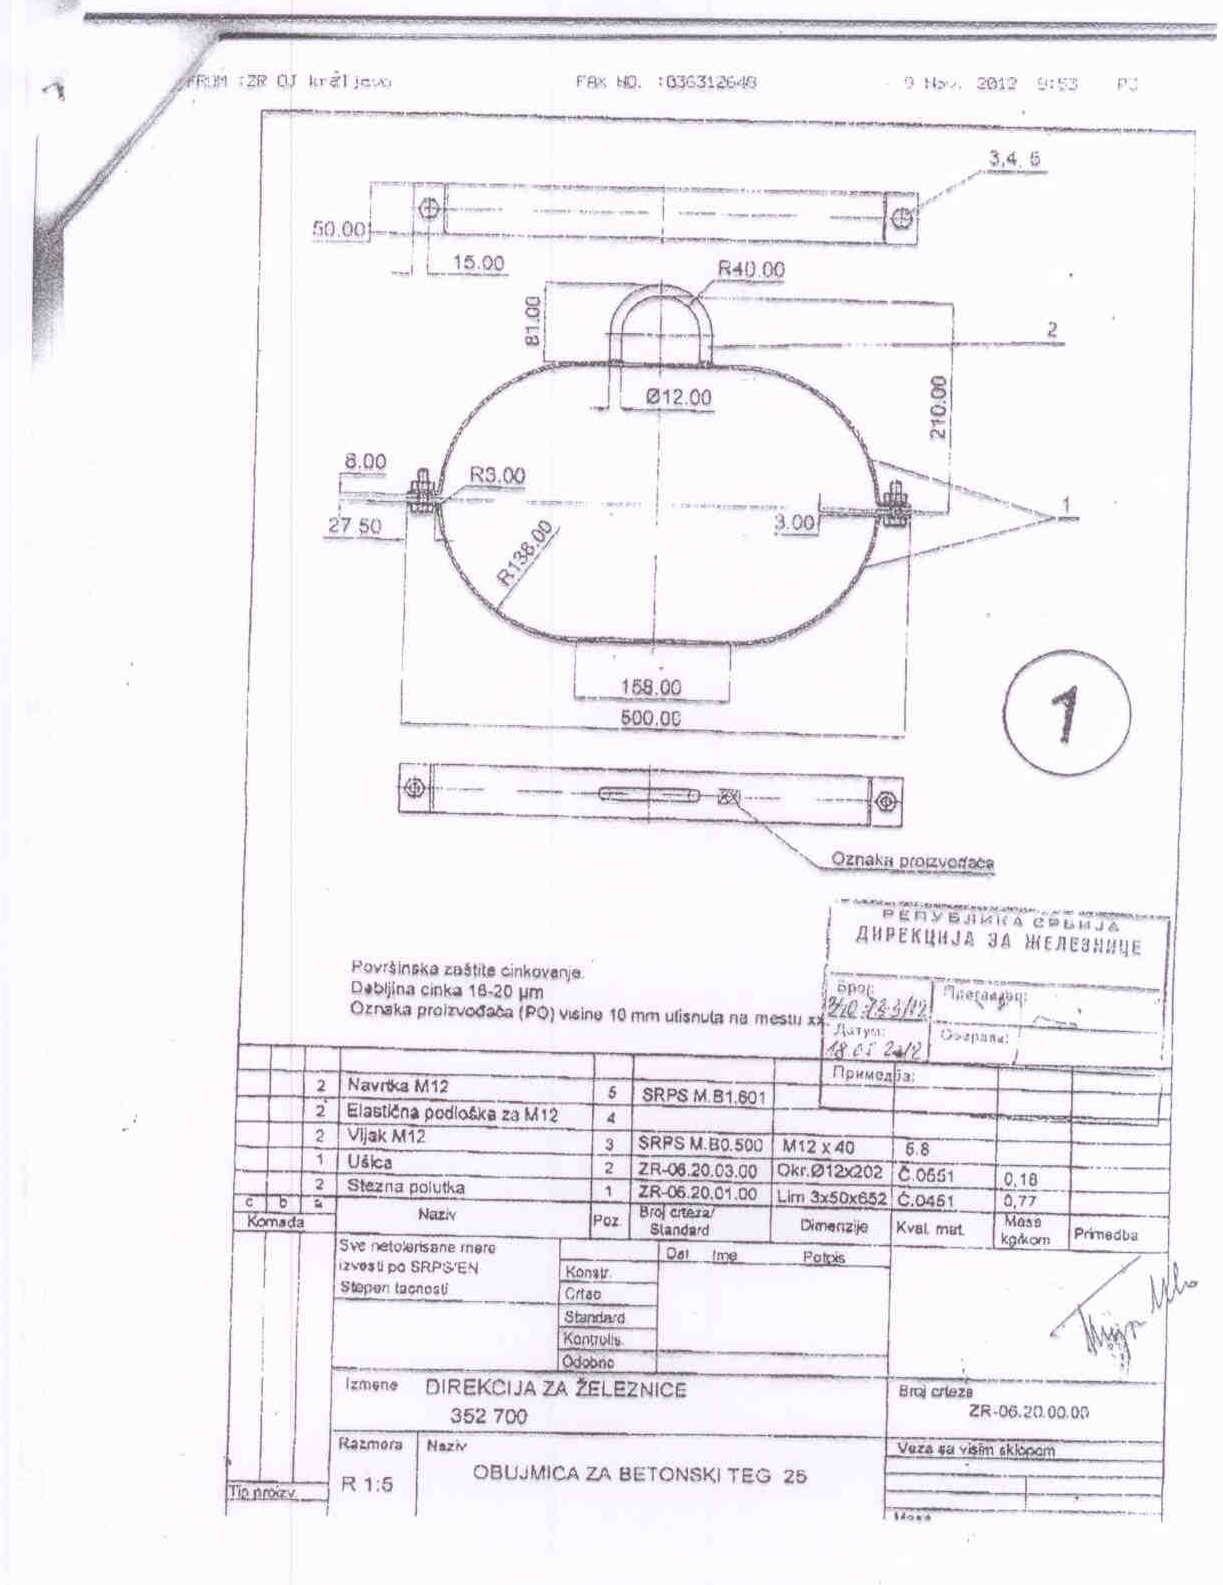 FROM :ZR OJ kraljevo FAX NO. :036312648 9 Nov. 2012 9:53
3,4, 5
50.00
15.00
R40.00
81.00
2
Ø12.00
210.00
8.00
R3.00
27.50
3.00
1
R138.00
158.00
500.00
1
Oznaka proizvođača
РЕПУБЛИКА СРБИЈА
ДИРЕКЦИЈА ЗА ЖЕЛЕЗНИЦЕ
Број:
Прегледац:
Датум:
Оверава:
Примедба:
Površinska zaštite cinkovanje.
Debljina cinka 16-20 µm
Oznaka proizvođača (PO) visine 10 mm utisnuta na mestu xx
2 Navrtka M12 5 SRPS M.B1.601
2 Elastična podloška za M12 4
2 Vijak M12 3 SRPS M.B0.500 M12 x 40 5.8
1 Ušica 2 ZR-06.20.03.00 Okr.Ø12x202 Č.0551 0,18
2 Stezna polutka 1 ZR-06.20.01.00 Lim 3x50x652 Č.0451 0,77
c b a
Komada Naziv Poz. Broj crteza/ Standard Dimenzije Kval. mat. Masa kg/kom Primedba
Sve netolerisane mere
izvesti po SRPS/EN
Stepen tacnosti
Dat Ime Potpis
Konstr.
Crtao
Standard
Kontrolis.
Odobrio
Izmene DIREKCIJA ZA ŽELEZNICE
352 700
Broj crteza
ZR-06.20.00.00
Razmera Naziv
R 1:5 OBUJMICA ZA BETONSKI TEG 25
Veza sa visim sklopom
Tip proizv.
Masa